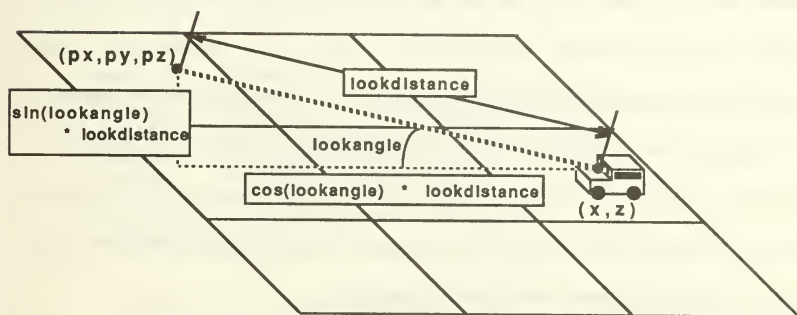 (px,py,pz)
lookdistance
sin(lookangle)
* lookdistance
lookangle
cos(lookangle) * lookdistance
(x,z)